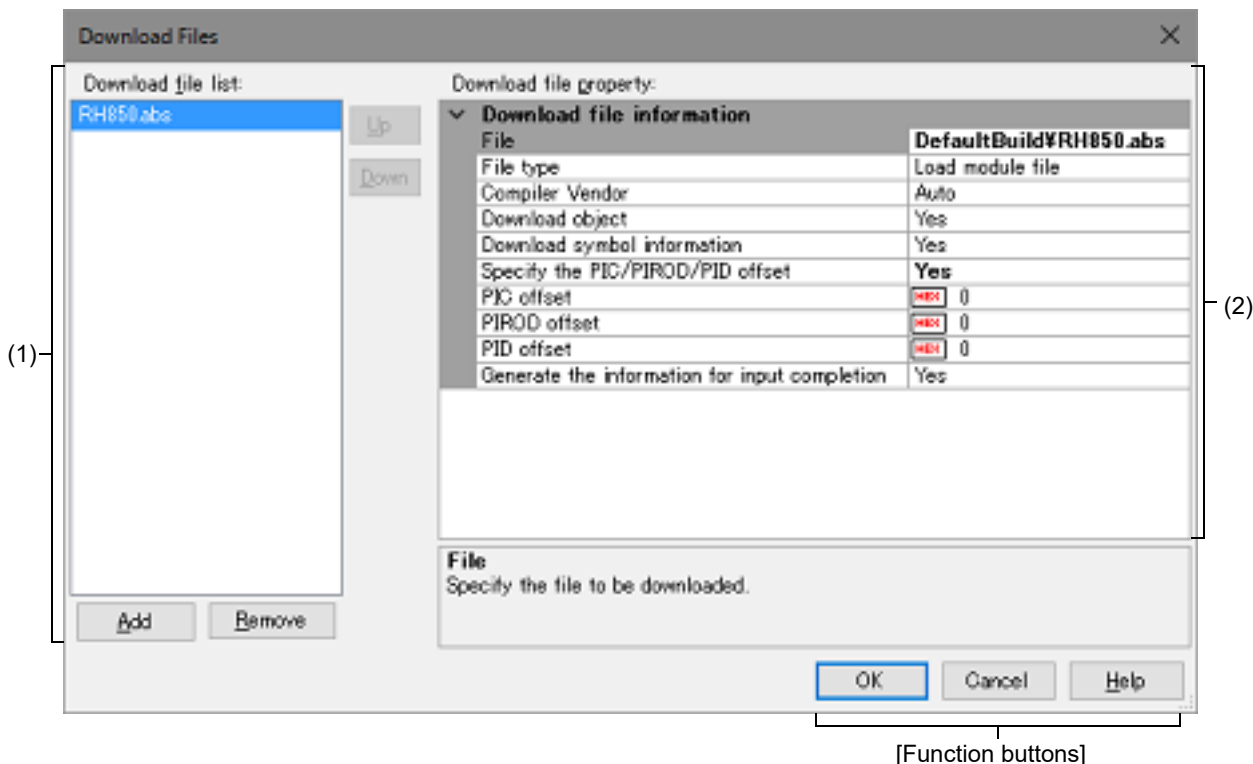 Download Files
(1)
Download file list:
RH850.abs
Up
Down
Add
Remove
Download file property:
Download file information
File DefaultBuild¥RH850.abs
File type Load module file
Compiler Vendor Auto
Download object Yes
Download symbol information Yes
Specify the PIC/PIROD/PID offset Yes
PIC offset HEX 0
PIROD offset HEX 0
PID offset HEX 0
Generate the information for input completion Yes
(2)
File
Specify the file to be downloaded.
OK Cancel Help
[Function buttons]